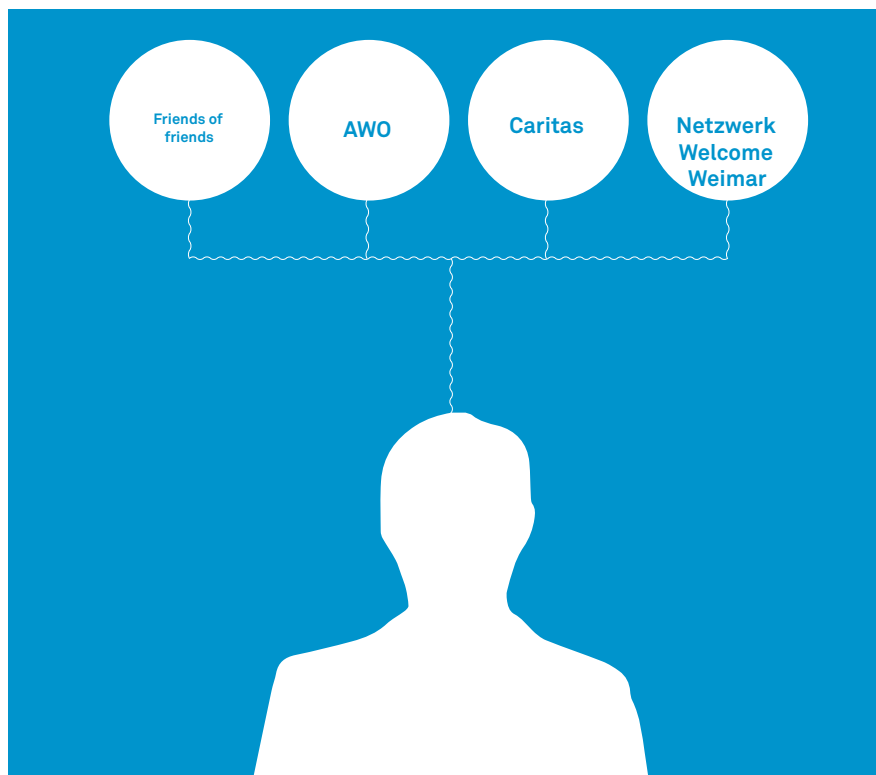 Friends of
friends
AWO
Caritas
Netzwerk
Welcome
Weimar